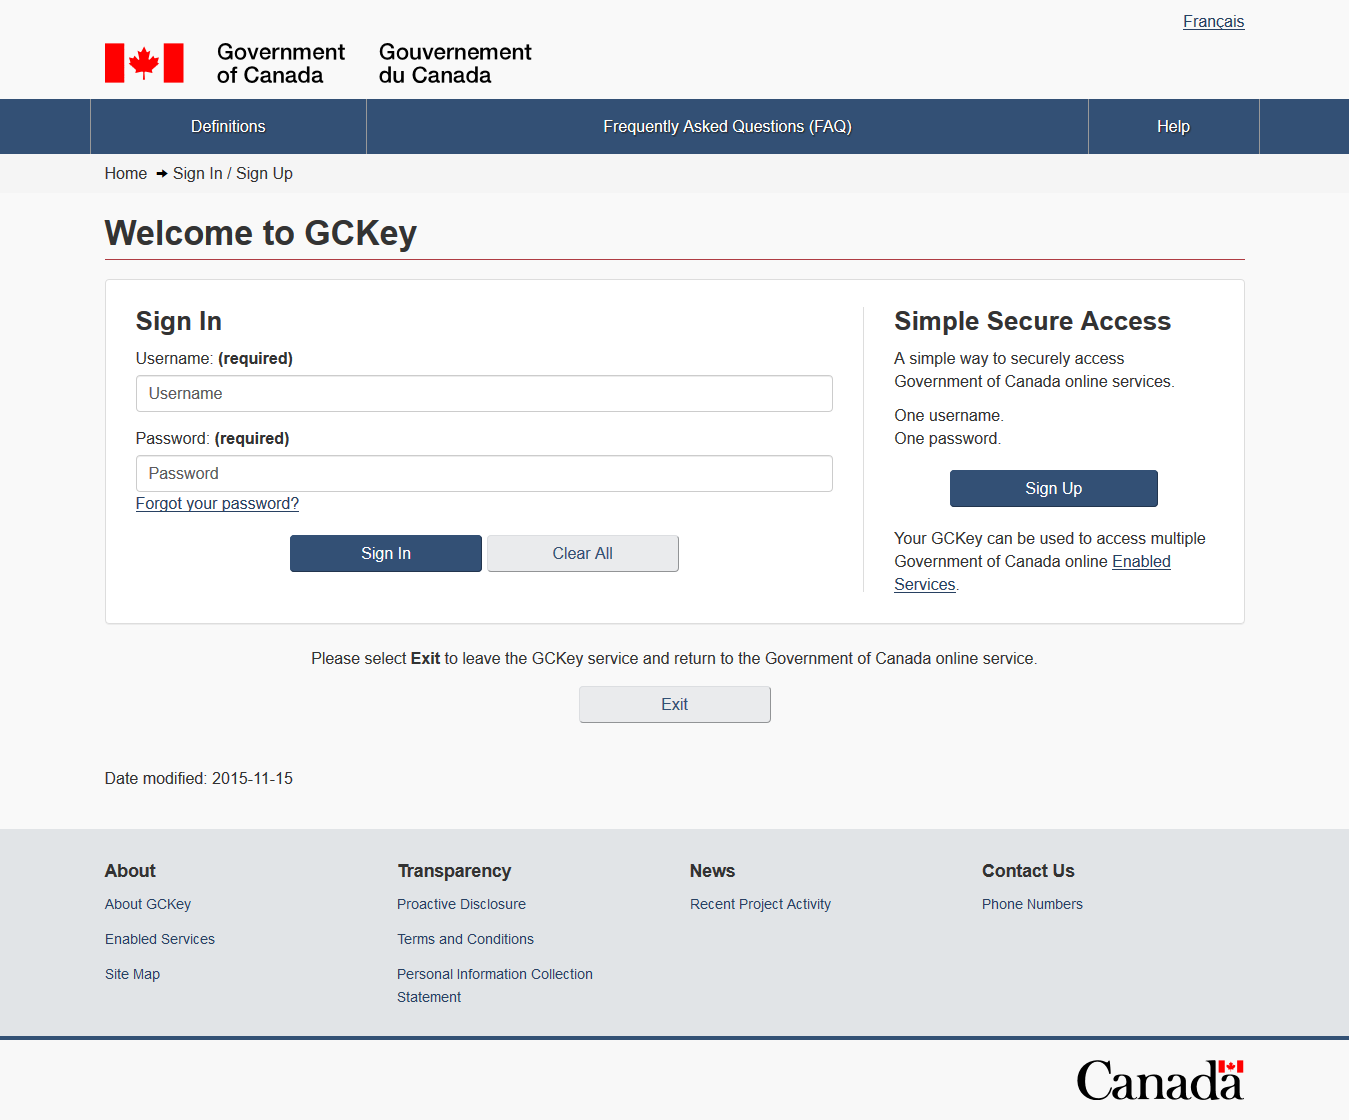 Français
Government of Canada
Gouvernement du Canada
Definitions
Frequently Asked Questions (FAQ)
Help
Home ➞ Sign In / Sign Up
Welcome to GCKey
Sign In
Username: (required)
Username
Password: (required)
Password
Forgot your password?
Sign In
Clear All
Simple Secure Access
A simple way to securely access
Government of Canada online services.
One username.
One password.
Sign Up
Your GCKey can be used to access multiple
Government of Canada online Enabled
Services.
Please select Exit to leave the GCKey service and return to the Government of Canada online service.
Exit
Date modified: 2015-11-15
About
About GCKey
Enabled Services
Site Map
Transparency
Proactive Disclosure
Terms and Conditions
Personal Information Collection
Statement
News
Recent Project Activity
Contact Us
Phone Numbers
Canada